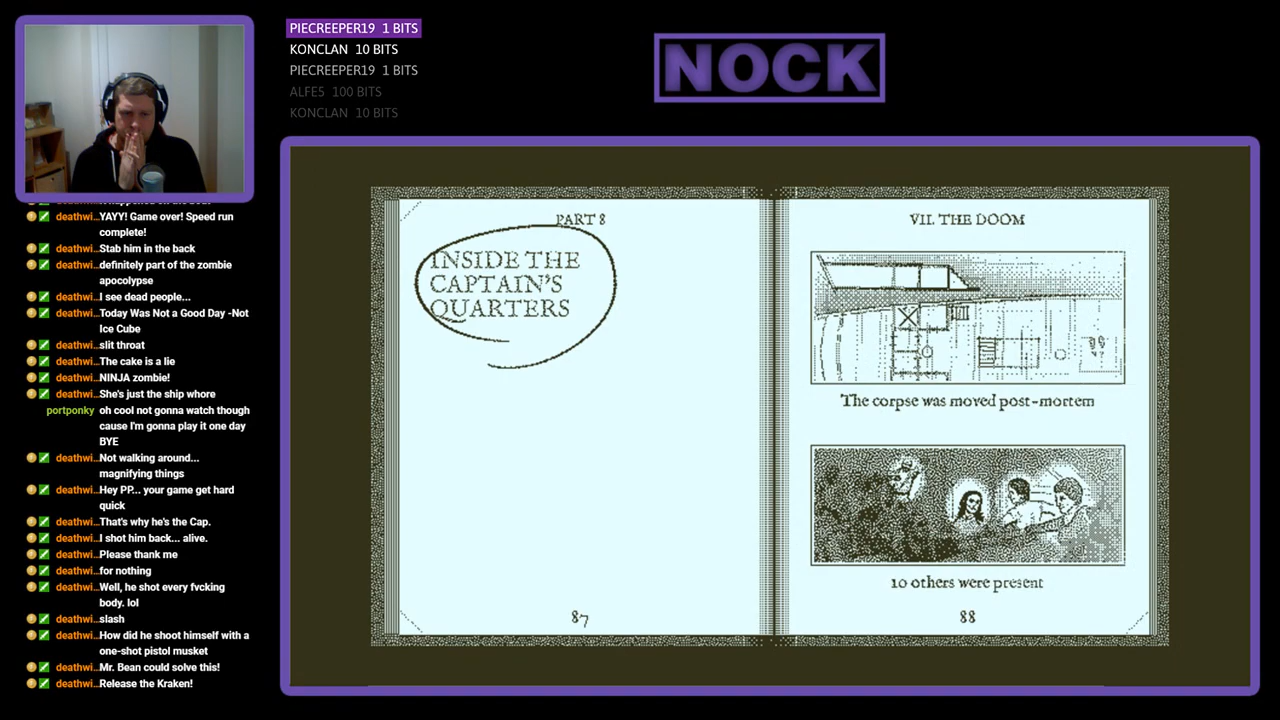 PIECREEPER19 1 BITS
KONCLAN 10 BITS
PIECREEPER19 1 BITS
ALFE5 100 BITS
KONCLAN 10 BITS
NOCK
deathwi...YAYY! Game over! Speed run
complete!
deathwi...Stab him in the back
deathwi...definitely part of the zombie
apocolypse
deathwi...I see dead people...
deathwi...Today Was Not a Good Day -Not
Ice Cube
deathwi...slit throat
deathwi...The cake is a lie
deathwi...NINJA zombie!
deathwi...She's just the ship whore
portponky oh cool not gonna watch though
cause I'm gonna play it one day
BYE
deathwi...Not walking around...
magnifying things
deathwi...Hey PP... your game get hard
quick
deathwi...That's why he's the Cap.
deathwi...I shot him back... alive.
deathwi...Please thank me
deathwi...for nothing
deathwi...Well, he shot every fvcking
body. lol
deathwi...slash
deathwi...How did he shoot himself with a
one-shot pistol musket
deathwi...Mr. Bean could solve this!
deathwi...Release the Kraken!
PART 8
INSIDE THE
CAPTAIN'S
QUARTERS
87
VII. THE DOOM
The corpse was moved post-mortem
10 others were present
88